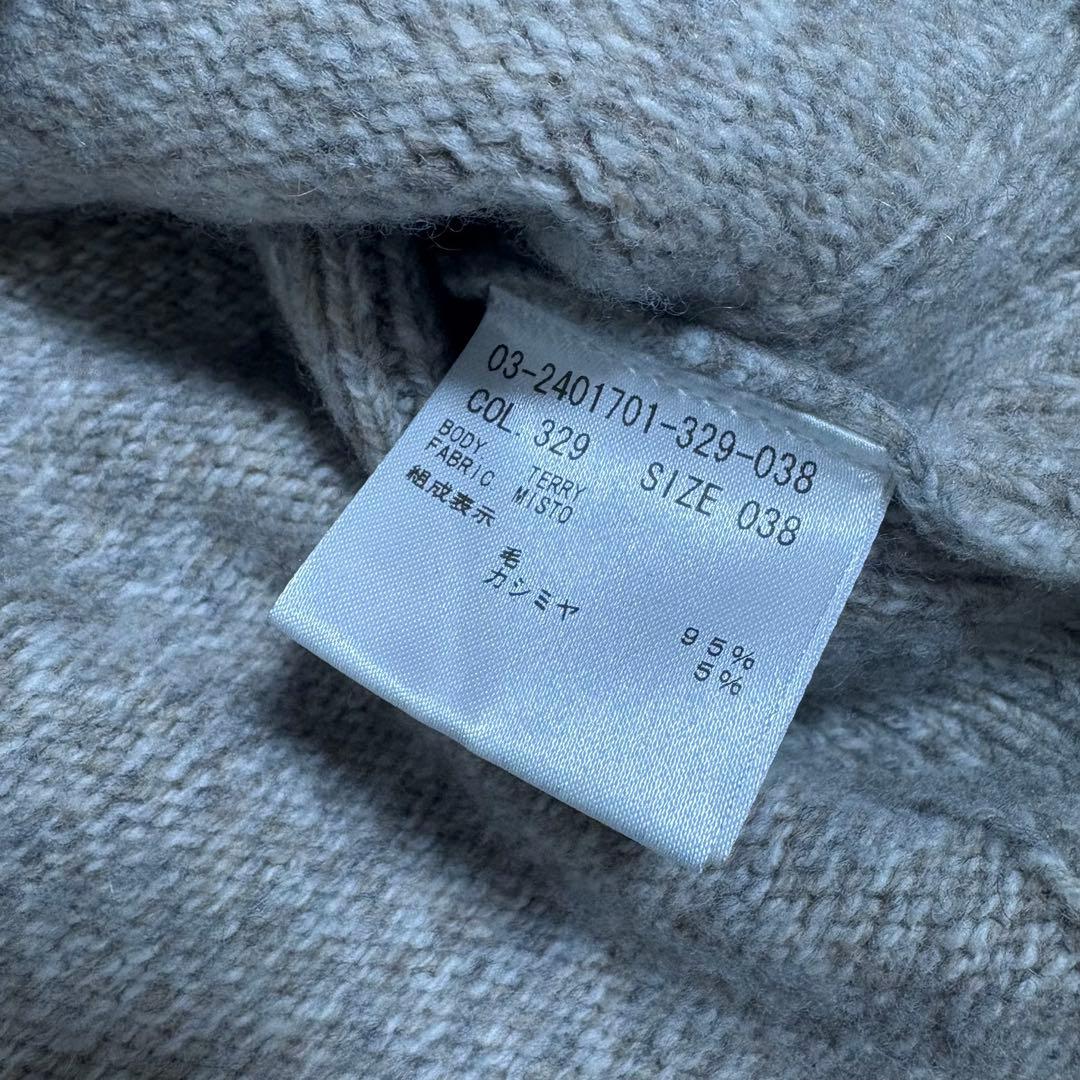 03-2401701-329-038
COL. 329 SIZE 038
BODY TERRY
FABRIC MISTO
組成表示
毛 95%
カシミヤ 5%